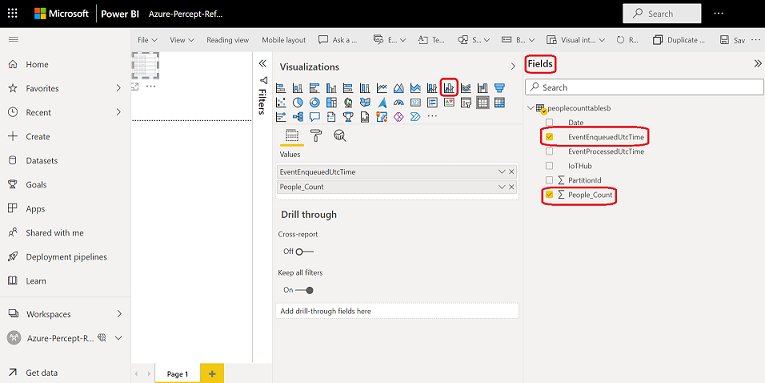 Microsoft Power BI Azure-Percept-Ref... Search
File View Reading view Mobile layout Ask a ... E... Te... S... B... Visual int... R... Duplicate ... Sav
Home
Favorites
Recent
Create
Datasets
Goals
Apps
Shared with me
Deployment pipelines
Learn
Workspaces
Azure-Percept-R...
Get data
Filters
Visualizations
Values
EventEnqueuedUtcTime
People_Count
Drill through
Cross-report
Off
Keep all filters
On
Add drill-through fields here
Page 1
Fields
Search
peoplecounttablesb
Date
EventEnqueuedUtcTime
EventProcessedUtcTime
IoTHub
PartitionId
People_Count